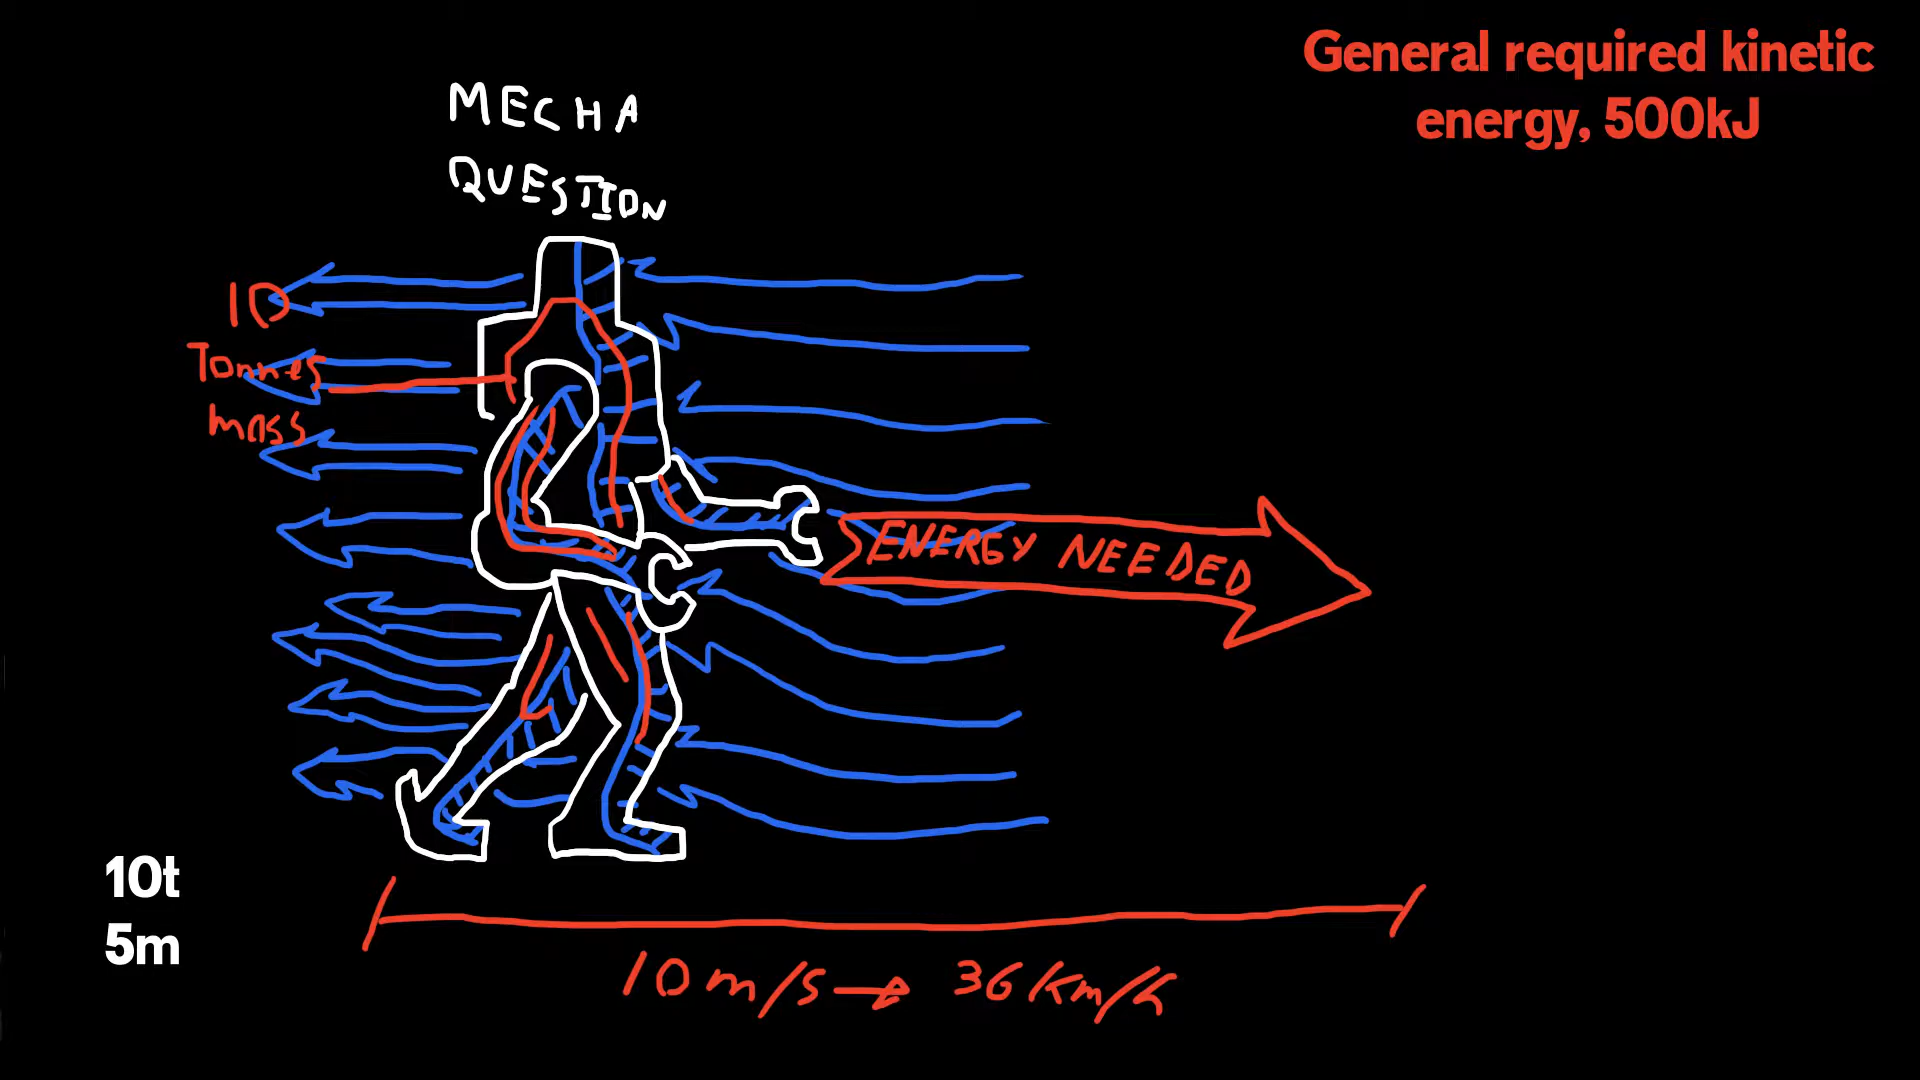 General required kinetic
energy, 500kJ
MECHA
QUESTION
10
Tonnes
mass
ENERGY NEEDED
10t
5m
10 m/s → 36 km/h